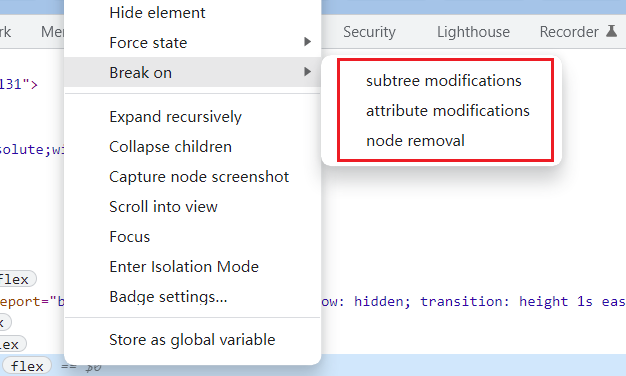 Hide element
rk Mem Force state Security Lighthouse Recorder
Break on
subtree modifications
131">
attribute modifications
Expand recursively
node removal
Collapse children
solute;wi
Capture node screenshot
Scroll into view
Focus
Enter Isolation Mode
flex
Badge settings...
eport="b ow: hidden; transition: height 1s eas
lex
Store as global variable
flex == $0